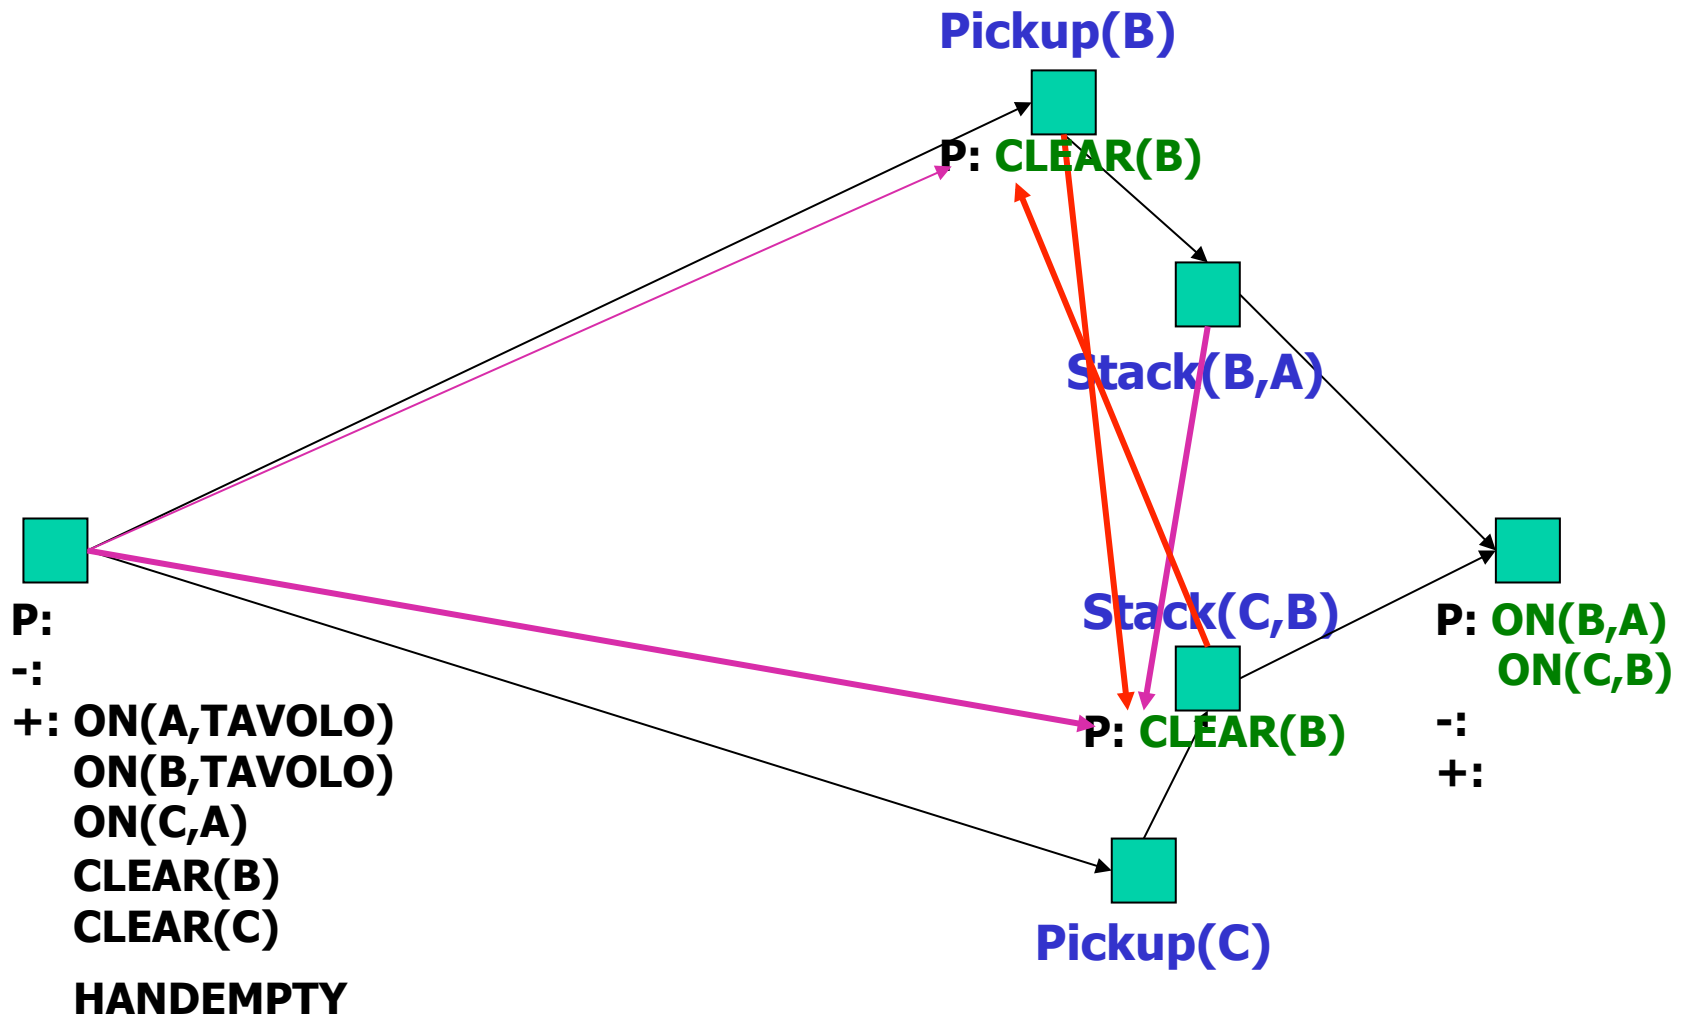 Pickup(B)
P: CLEAR(B)
Stack(B,A)
Stack(C,B)
P: CLEAR(B)
Pickup(C)
P:
-:
+: ON(A,TAVOLO)
ON(B,TAVOLO)
ON(C,A)
CLEAR(B)
CLEAR(C)
HANDEMPTY
P: ON(B,A)
ON(C,B)
-:
+: